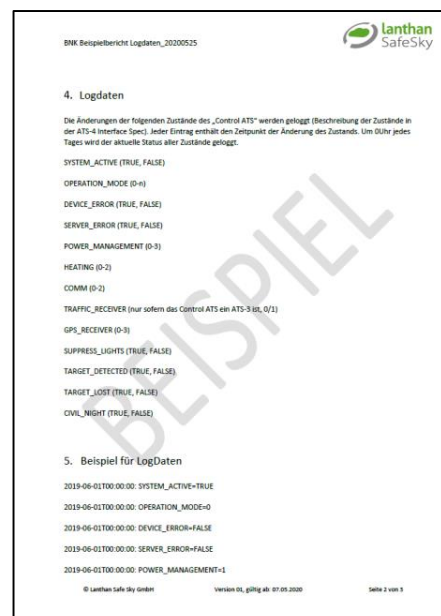 BNK Beispielbericht Logdaten_20200525
lanthan
SafeSky
4. Logdaten
Die Änderungen der folgenden Zustände des „Control ATS“ werden geloggt (Beschreibung der Zustände in
der ATS-4 Interface Spec). Jeder Eintrag enthält den Zeitpunkt der Änderung des Zustands. Um 0Uhr jedes
Tages wird der aktuelle Status aller Zustände geloggt.
SYSTEM_ACTIVE (TRUE, FALSE)
OPERATION_MODE (0-n)
DEVICE_ERROR (TRUE, FALSE)
SERVER_ERROR (TRUE, FALSE)
POWER_MANAGEMENT (0-3)
HEATING (0-2)
COMM (0-2)
TRAFFIC_RECEIVER (nur sofern das Control ATS ein ATS-3 ist, 0/1)
GPS_RECEIVER (0-3)
SUPPRESS_LIGHTS (TRUE, FALSE)
TARGET_DETECTED (TRUE, FALSE)
TARGET_LOST (TRUE, FALSE)
CIVIL_NIGHT (TRUE, FALSE)
BEISPIEL
5. Beispiel für LogDaten
2019-06-01T00:00:00: SYSTEM_ACTIVE=TRUE
2019-06-01T00:00:00: OPERATION_MODE=0
2019-06-01T00:00:00: DEVICE_ERROR=FALSE
2019-06-01T00:00:00: SERVER_ERROR=FALSE
2019-06-01T00:00:00: POWER_MANAGEMENT=1
© Lanthan Safe Sky GmbH Version 01, gültig ab: 07.05.2020 Seite 2 von 3